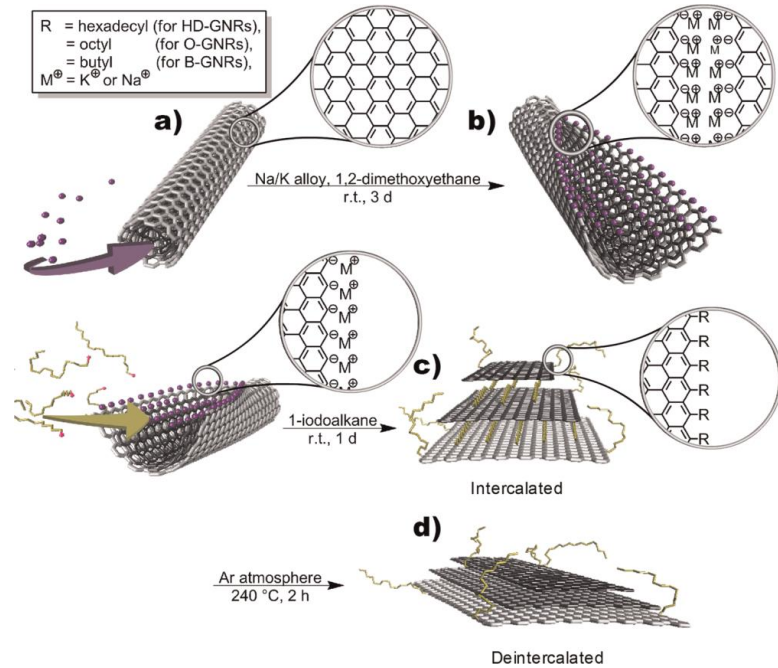 R = hexadecyl (for HD-GNRs),
= octyl (for O-GNRs),
= butyl (for B-GNRs),
M⊕ = K⊕ or Na⊕
a)
b)
⊖ M⊕ M⊕ ⊖
⊖ M⊕ M⊕ ⊖
⊖ M⊕ M⊕ ⊖
⊖ M⊕ M⊕ ⊖
⊖ M⊕ M⊕ ⊖
⊖ M⊕ M⊕ ⊖
Na/K alloy, 1,2-dimethoxyethane
r.t., 3 d
⊖ M⊕
⊖ M⊕
⊖ M⊕
⊖ M⊕
⊖ M⊕
⊖ M⊕
1-iodoalkane
r.t., 1 d
c)
R
R
R
R
R
R
Intercalated
d)
Ar atmosphere
240 °C, 2 h
Deintercalated